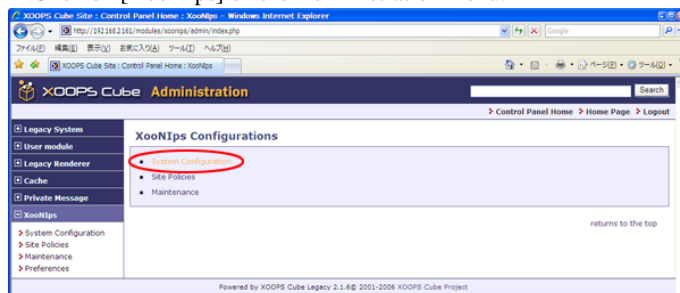 XOOPS Cube Site : Control Panel Home : XooNIps - Windows Internet Explorer
http://192.168.2.161/modules/xoonips/admin/index.php
Google
ファイル(F) 編集(E) 表示(V) お気に入り(A) ツール(T) ヘルプ(H)
XOOPS Cube Site : Control Panel Home : XooNIps
ページ(P) ツール(O)
XOOPS Cube Administration
Search
Control Panel Home Home Page Logout
Legacy System
User module
Legacy Renderer
Cache
Private Message
XooNIps
System Configuration
Site Policies
Maintenance
Preferences
XooNIps Configurations
System Configuration
Site Policies
Maintenance
returns to the top
Powered by XOOPS Cube Legacy 2.1.6© 2001-2006 XOOPS Cube Project